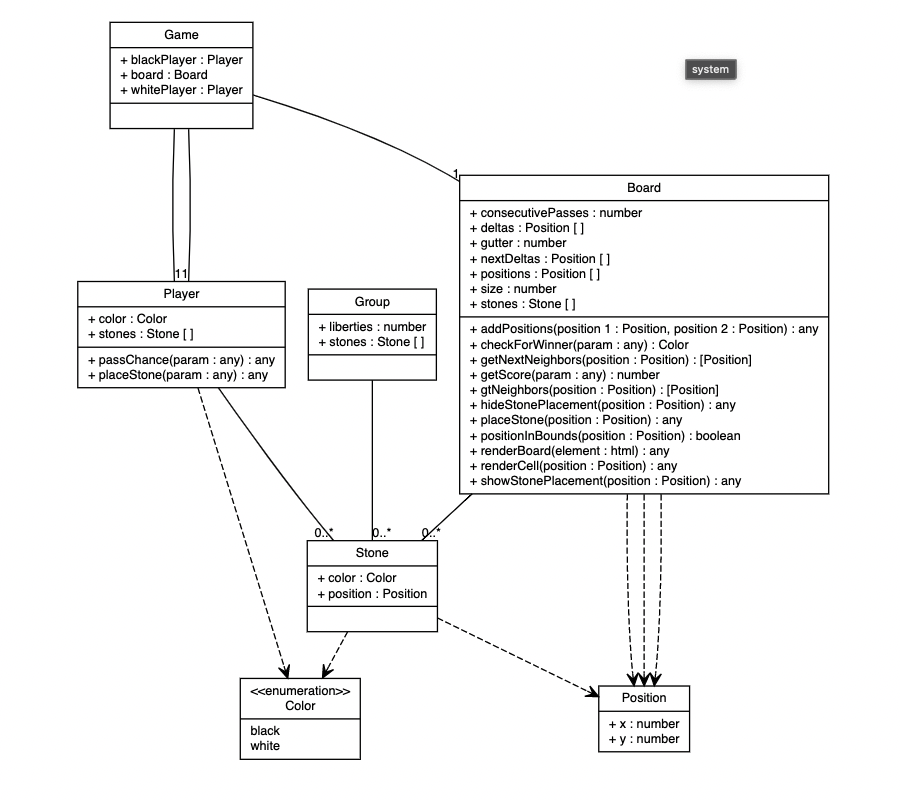 Game
+ blackPlayer : Player
+ board : Board
+ whitePlayer : Player
system
1
Board
+ consecutivePasses : number
+ deltas : Position [ ]
+ gutter : number
+ nextDeltas : Position [ ]
+ positions : Position [ ]
+ size : number
+ stones : Stone [ ]
+ addPositions(position 1 : Position, position 2 : Position) : any
+ checkForWinner(param : any) : Color
+ getNextNeighbors(position : Position) : [Position]
+ getScore(param : any) : number
+ gtNeighbors(position : Position) : [Position]
+ hideStonePlacement(position : Position) : any
+ placeStone(position : Position) : any
+ positionInBounds(position : Position) : boolean
+ renderBoard(element : html) : any
+ renderCell(position : Position) : any
+ showStonePlacement(position : Position) : any
11
Player
+ color : Color
+ stones : Stone [ ]
+ passChance(param : any) : any
+ placeStone(param : any) : any
Group
+ liberties : number
+ stones : Stone [ ]
0..*
0..*
0..*
Stone
+ color : Color
+ position : Position
<<enumeration>>
Color
black
white
Position
+ x : number
+ y : number